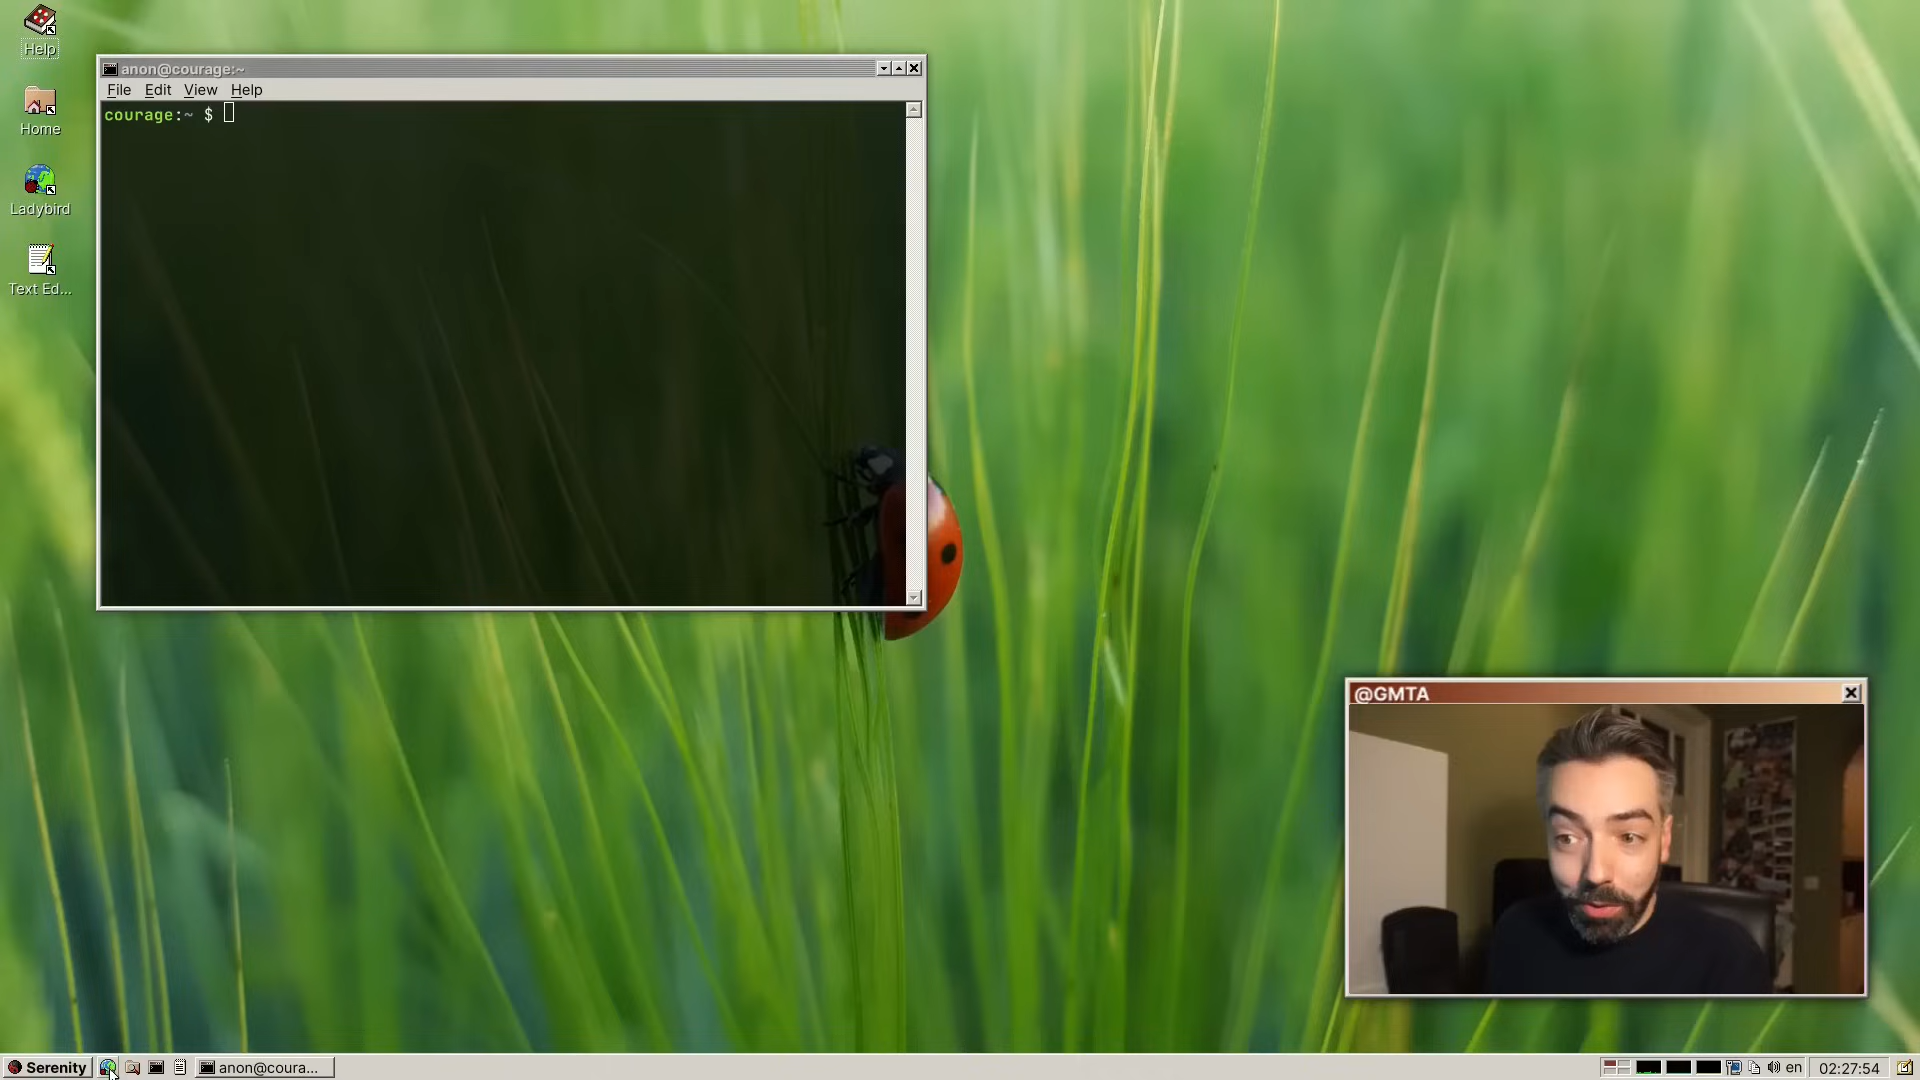 Help
Home
Ladybird
Text Ed...
anon@courage:~
File Edit View Help
courage:~ $
@GMTA
Serenity
anon@coura...
en
02:27:54